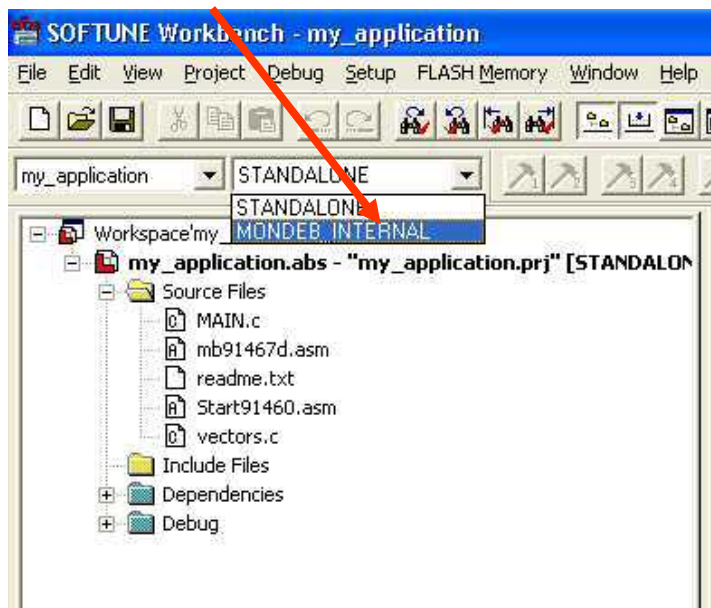 SOFTUNE Workbench - my_application
File Edit View Project Debug Setup FLASH Memory Window Help
my_application STANDALONE
STANDALONE
MONDEB_INTERNAL
Workspace'my_
my_application.abs - "my_application.prj" [STANDALON
Source Files
MAIN.c
mb91467d.asm
readme.txt
Start91460.asm
vectors.c
Include Files
Dependencies
Debug